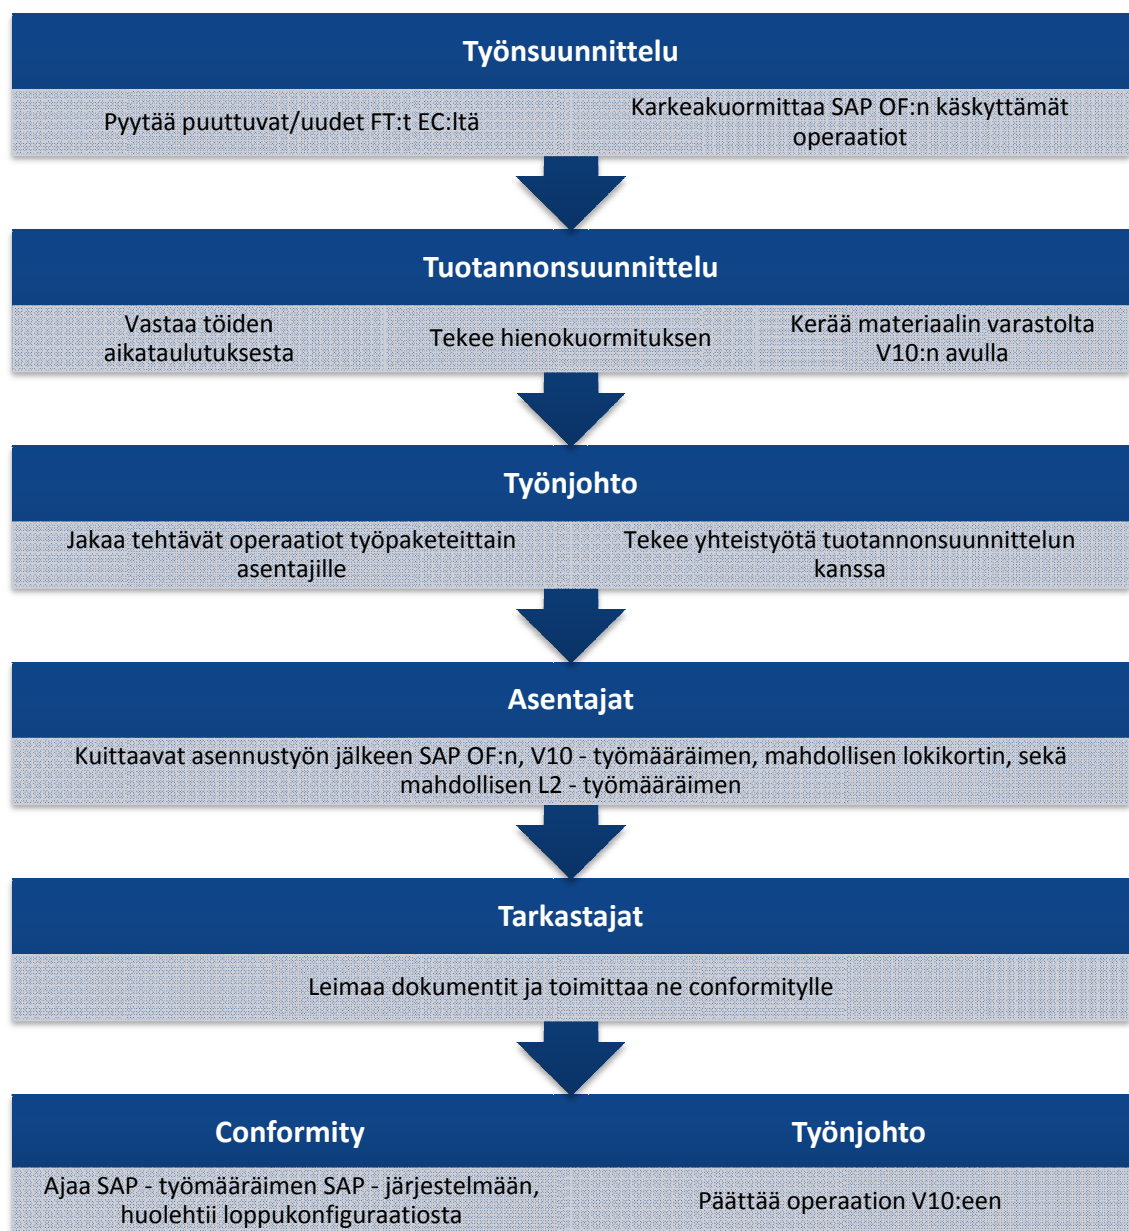 Työnsuunnittelu
Pyytää puuttuvat/uudet FT:t EC:ltä
Karkeakuormittaa SAP OF:n käskyttämät
operaatiot
Tuotannonsuunnittelu
Vastaa töiden
aikataulutuksesta
Tekee hienokuormituksen
Kerää materiaalin varastolta
V10:n avulla
Työnjohto
Jakaa tehtävät operaatiot työpaketeittain
asentajille
Tekee yhteistyötä tuotannonsuunnittelun
kanssa
Asentajat
Kuittaavat asennustyön jälkeen SAP OF:n, V10 - työmääräimen, mahdollisen lokikortin, sekä
mahdollisen L2 - työmääräimen
Tarkastajat
Leimaa dokumentit ja toimittaa ne conformitylle
Conformity
Ajaa SAP - työmääräimen SAP - järjestelmään,
huolehtii loppukonfiguraatiosta
Työnjohto
Päättää operaation V10:een